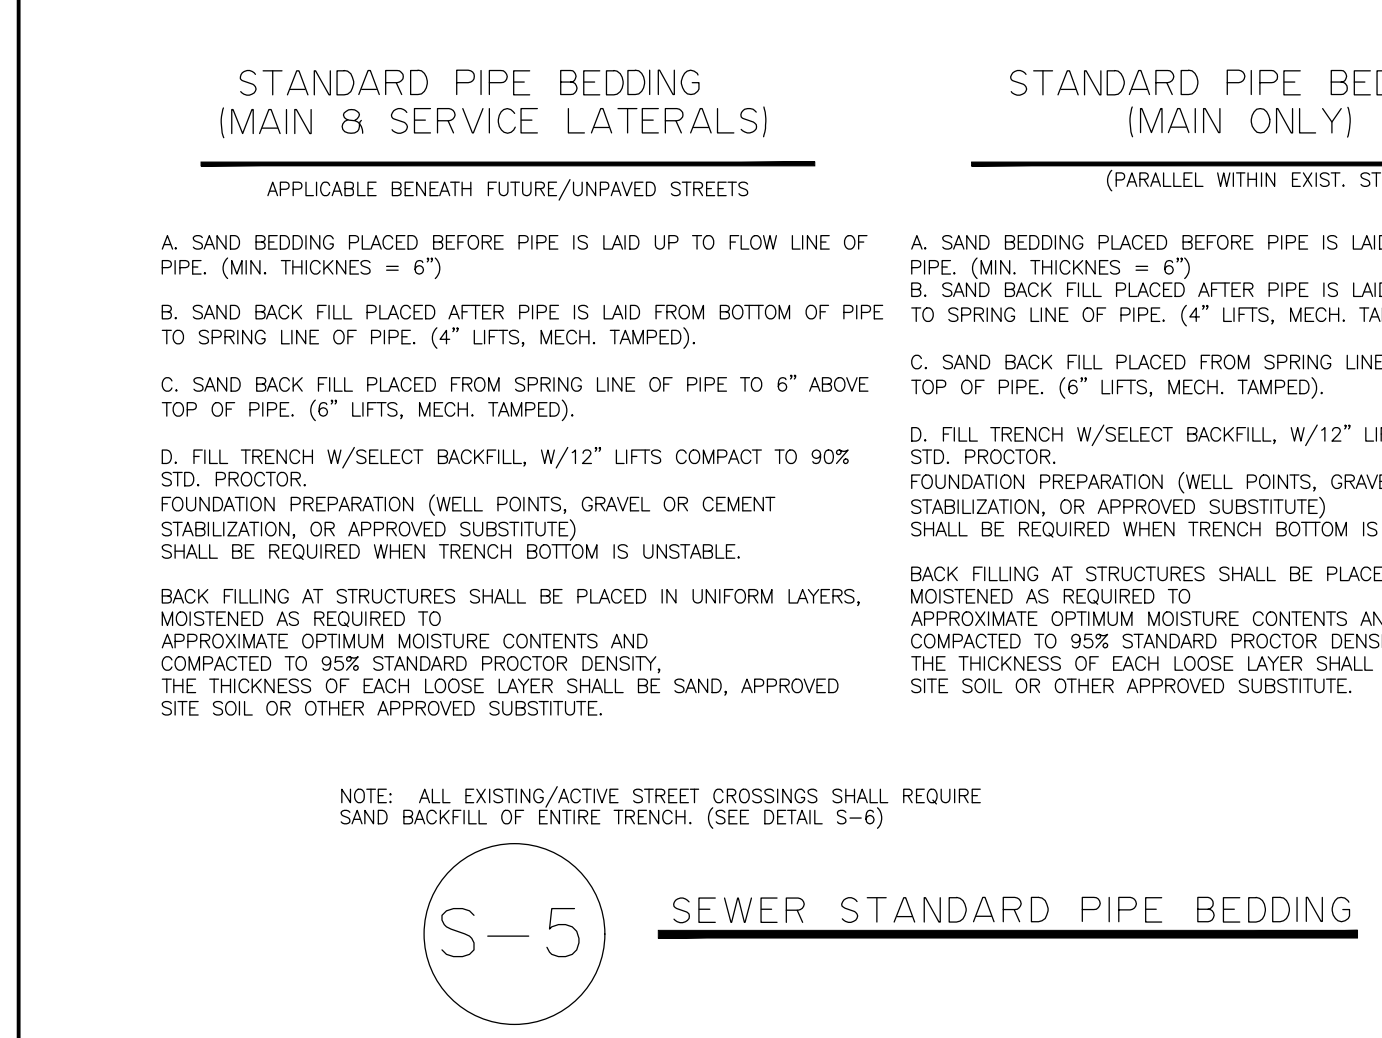 STANDARD PIPE BEDDING
(MAIN & SERVICE LATERALS)
APPLICABLE BENEATH FUTURE/UNPAVED STREETS
A. SAND BEDDING PLACED BEFORE PIPE IS LAID UP TO FLOW LINE OF
PIPE. (MIN. THICKNES = 6")
B. SAND BACK FILL PLACED AFTER PIPE IS LAID FROM BOTTOM OF PIPE
TO SPRING LINE OF PIPE. (4" LIFTS, MECH. TAMPED).
C. SAND BACK FILL PLACED FROM SPRING LINE OF PIPE TO 6" ABOVE
TOP OF PIPE. (6" LIFTS, MECH. TAMPED).
D. FILL TRENCH W/SELECT BACKFILL, W/12" LIFTS COMPACT TO 90%
STD. PROCTOR.
FOUNDATION PREPARATION (WELL POINTS, GRAVEL OR CEMENT
STABILIZATION, OR APPROVED SUBSTITUTE)
SHALL BE REQUIRED WHEN TRENCH BOTTOM IS UNSTABLE.
BACK FILLING AT STRUCTURES SHALL BE PLACED IN UNIFORM LAYERS,
MOISTENED AS REQUIRED TO
APPROXIMATE OPTIMUM MOISTURE CONTENTS AND
COMPACTED TO 95% STANDARD PROCTOR DENSITY,
THE THICKNESS OF EACH LOOSE LAYER SHALL BE SAND, APPROVED
SITE SOIL OR OTHER APPROVED SUBSTITUTE.
STANDARD PIPE
(MAIN ONLY)
(PARALLEL WITHIN EXIST.
A. SAND BEDDING PLACED BEFORE PIPE IS
PIPE. (MIN. THICKNES = 6")
B. SAND BACK FILL PLACED AFTER PIPE IS
TO SPRING LINE OF PIPE. (4" LIFTS, MECH.
C. SAND BACK FILL PLACED FROM SPRING LINE
TOP OF PIPE. (6" LIFTS, MECH. TAMPED).
D. FILL TRENCH W/SELECT BACKFILL, W/12"
STD. PROCTOR.
FOUNDATION PREPARATION (WELL POINTS,
STABILIZATION, OR APPROVED SUBSTITUTE)
SHALL BE REQUIRED WHEN TRENCH BOTTOM IS
BACK FILLING AT STRUCTURES SHALL BE
MOISTENED AS REQUIRED TO
APPROXIMATE OPTIMUM MOISTURE CONTENTS
COMPACTED TO 95% STANDARD PROCTOR
THE THICKNESS OF EACH LOOSE LAYER SHALL
SITE SOIL OR OTHER APPROVED SUBSTITUTE.
NOTE: ALL EXISTING/ACTIVE STREET CROSSINGS SHALL REQUIRE
SAND BACKFILL OF ENTIRE TRENCH. (SEE DETAIL S-6)
S-5
SEWER STANDARD PIPE BEDDING